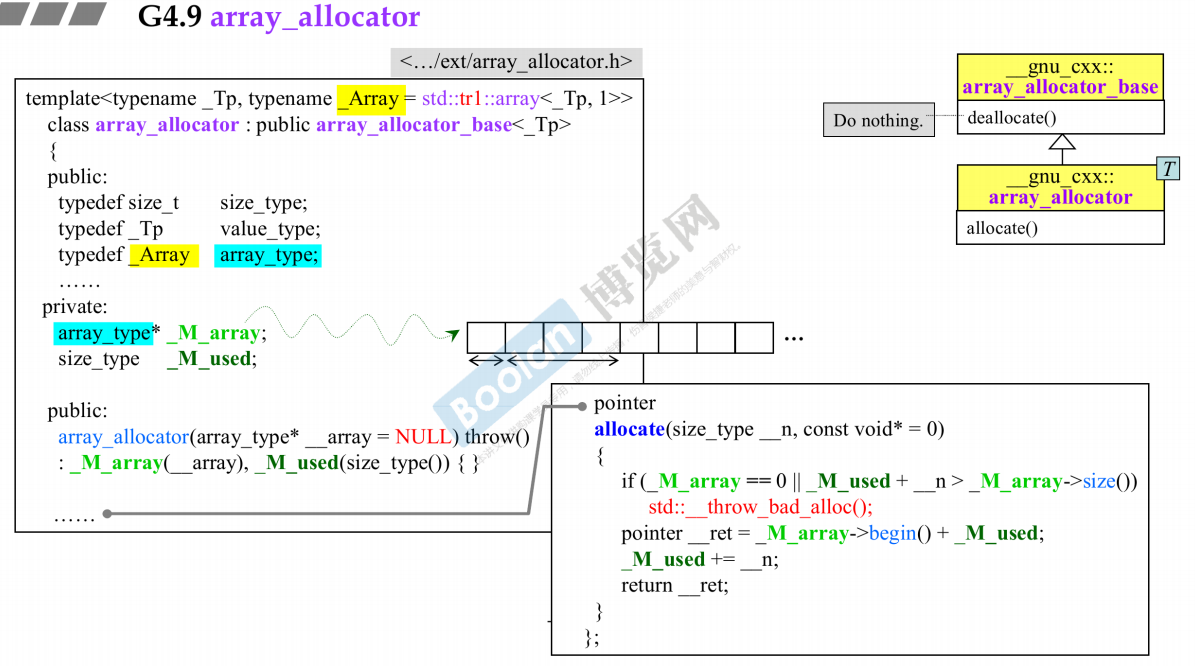 G4.9 array_allocator
<…/ext/array_allocator.h>
template<typename _Tp, typename _Array = std::tr1::array<_Tp, 1>>
class array_allocator : public array_allocator_base<_Tp>
{
public:
typedef size_t size_type;
typedef _Tp value_type;
typedef _Array array_type;
……
private:
array_type* _M_array;
size_type _M_used;
public:
array_allocator(array_type* __array = NULL) throw()
: _M_array(__array), _M_used(size_type()) { }
……
...
pointer
allocate(size_type __n, const void* = 0)
{
if (_M_array == 0 || _M_used + __n > _M_array->size())
std::__throw_bad_alloc();
pointer __ret = _M_array->begin() + _M_used;
_M_used += __n;
return __ret;
}
};
__gnu_cxx::
array_allocator_base
Do nothing.
deallocate()
T
__gnu_cxx::
array_allocator
allocate()
Boolan
博览网